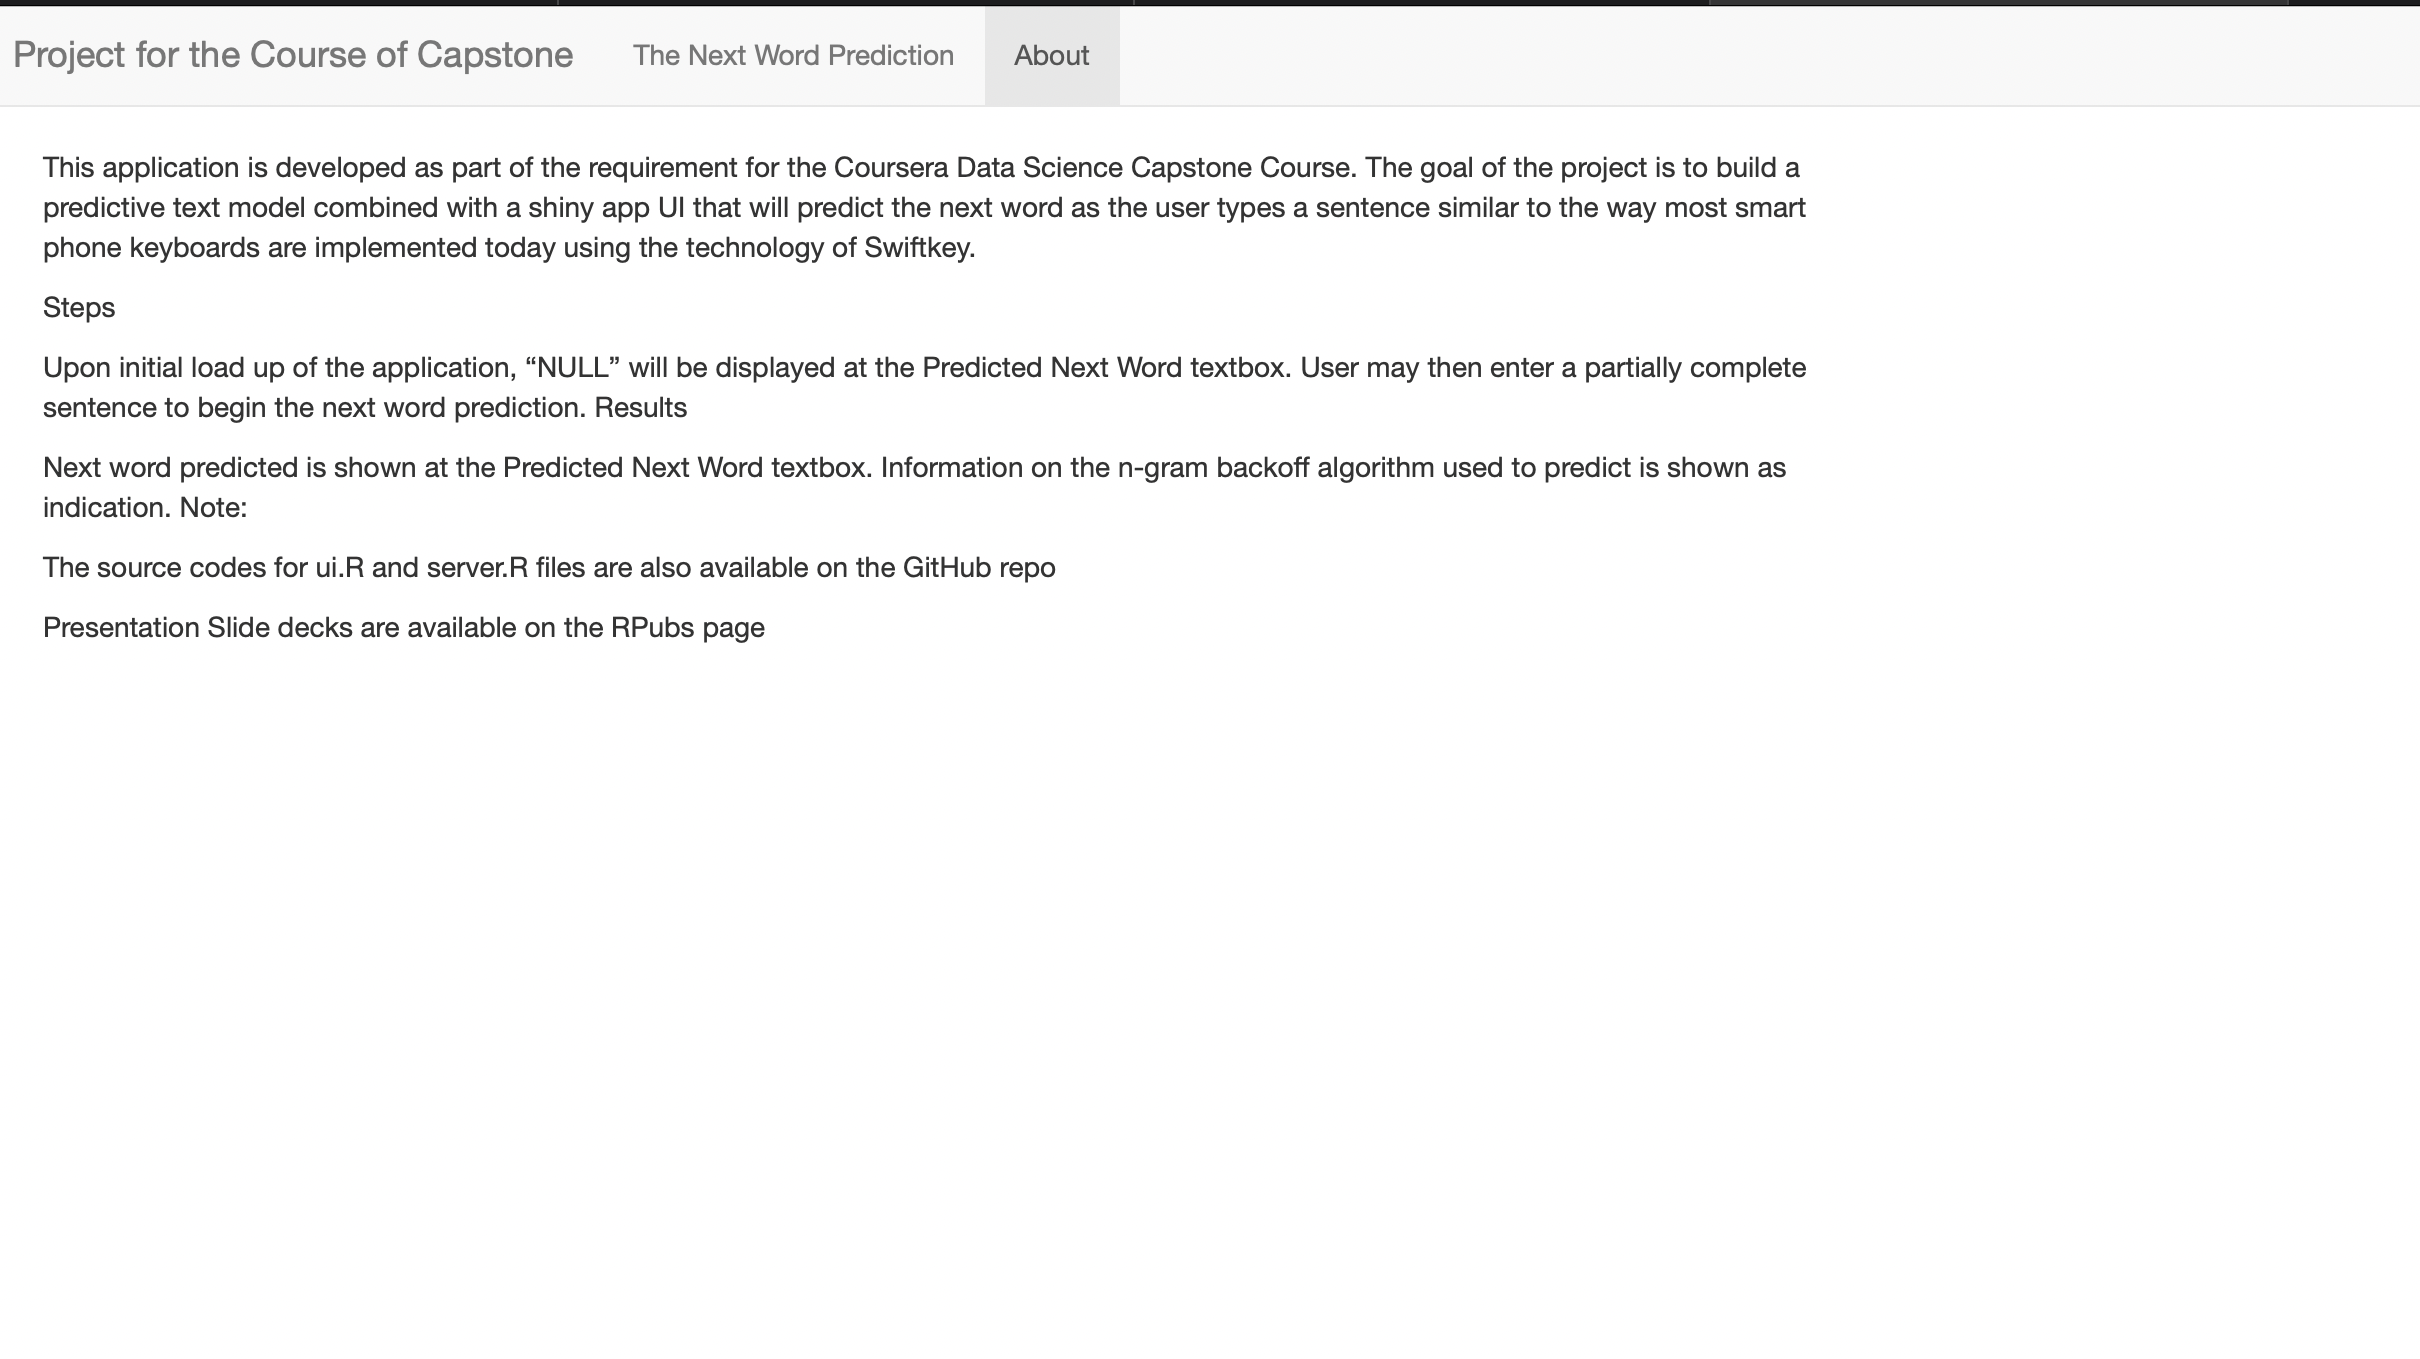 Project for the Course of Capstone
The Next Word Prediction
About
This application is developed as part of the requirement for the Coursera Data Science Capstone Course. The goal of the project is to build a
predictive text model combined with a shiny app UI that will predict the next word as the user types a sentence similar to the way most smart
phone keyboards are implemented today using the technology of Swiftkey.
Steps
Upon initial load up of the application, “NULL” will be displayed at the Predicted Next Word textbox. User may then enter a partially complete
sentence to begin the next word prediction. Results
Next word predicted is shown at the Predicted Next Word textbox. Information on the n-gram backoff algorithm used to predict is shown as
indication. Note:
The source codes for ui.R and server.R files are also available on the GitHub repo
Presentation Slide decks are available on the RPubs page